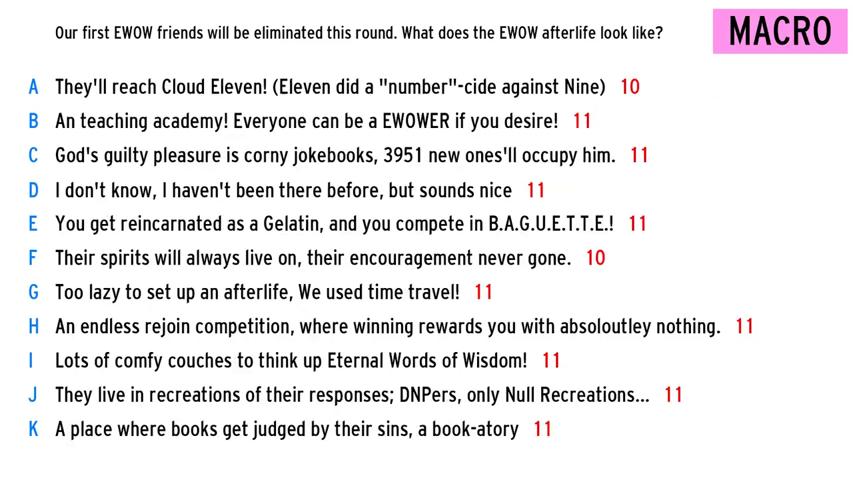 Our first EWOW friends will be eliminated this round. What does the EWOW afterlife look like?
MACRO
A They'll reach Cloud Eleven! (Eleven did a "number"-cide against Nine) 10
B An teaching academy! Everyone can be a EWOWER if you desire! 11
C God's guilty pleasure is corny jokebooks, 3951 new ones'll occupy him. 11
D I don't know, I haven't been there before, but sounds nice 11
E You get reincarnated as a Gelatin, and you compete in B.A.G.U.E.T.T.E.! 11
F Their spirits will always live on, their encouragement never gone. 10
G Too lazy to set up an afterlife, We used time travel! 11
H An endless rejoin competition, where winning rewards you with absoloutley nothing. 11
I Lots of comfy couches to think up Eternal Words of Wisdom! 11
J They live in recreations of their responses; DNPers, only Null Recreations... 11
K A place where books get judged by their sins, a book-atory 11